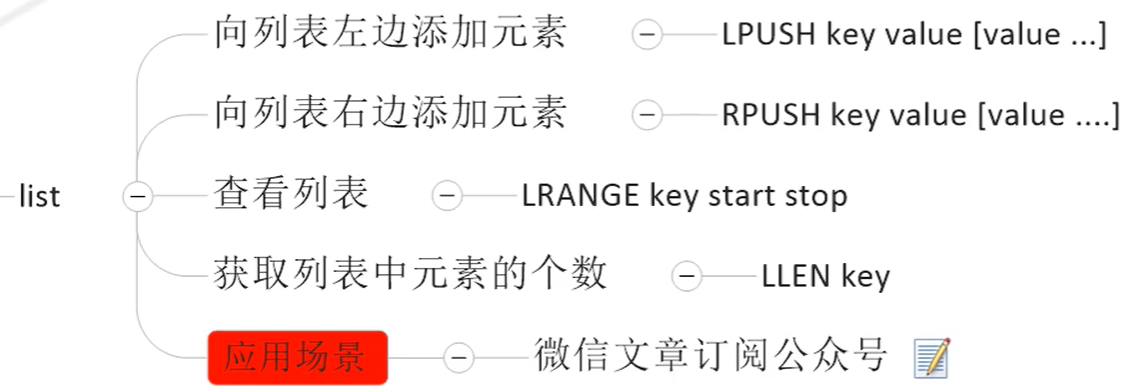 向列表左边添加元素 LPUSH key value [value ...]
向列表右边添加元素 RPUSH key value [value ....]
list 查看列表 LRANGE key start stop
获取列表中元素的个数 LLEN key
应用场景 微信文章订阅公众号